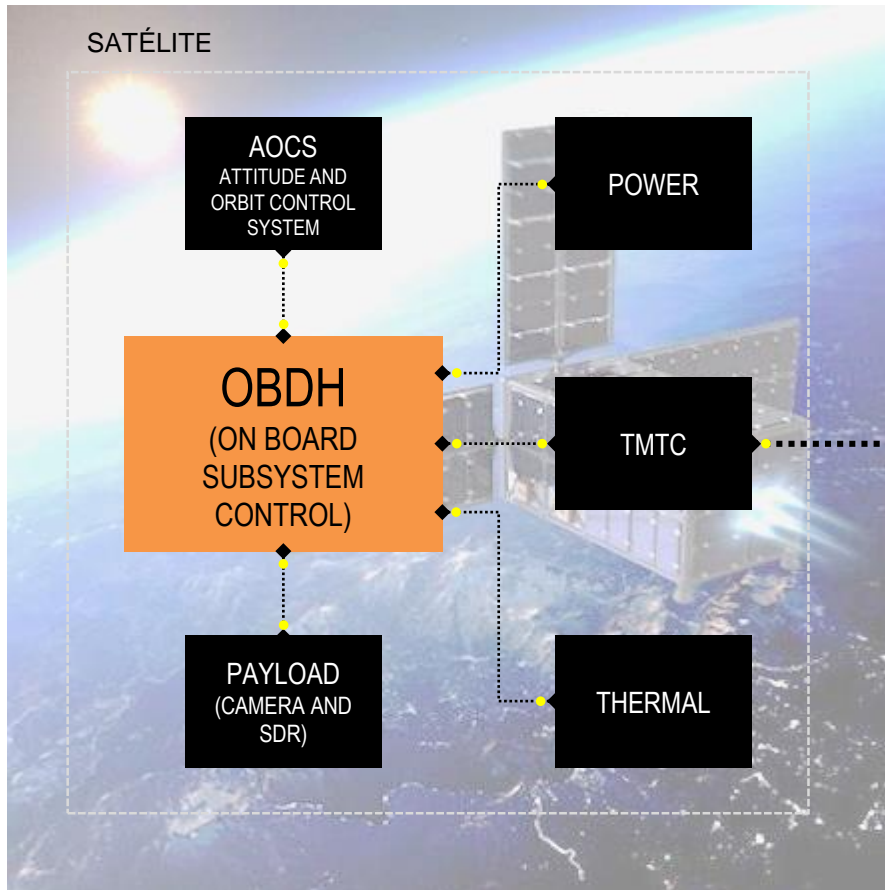 SATÉLITE
AOCS
ATTITUDE AND
ORBIT CONTROL
SYSTEM
POWER
OBDH
(ON BOARD
SUBSYSTEM
CONTROL)
TMTC
PAYLOAD
(CAMERA AND
SDR)
THERMAL